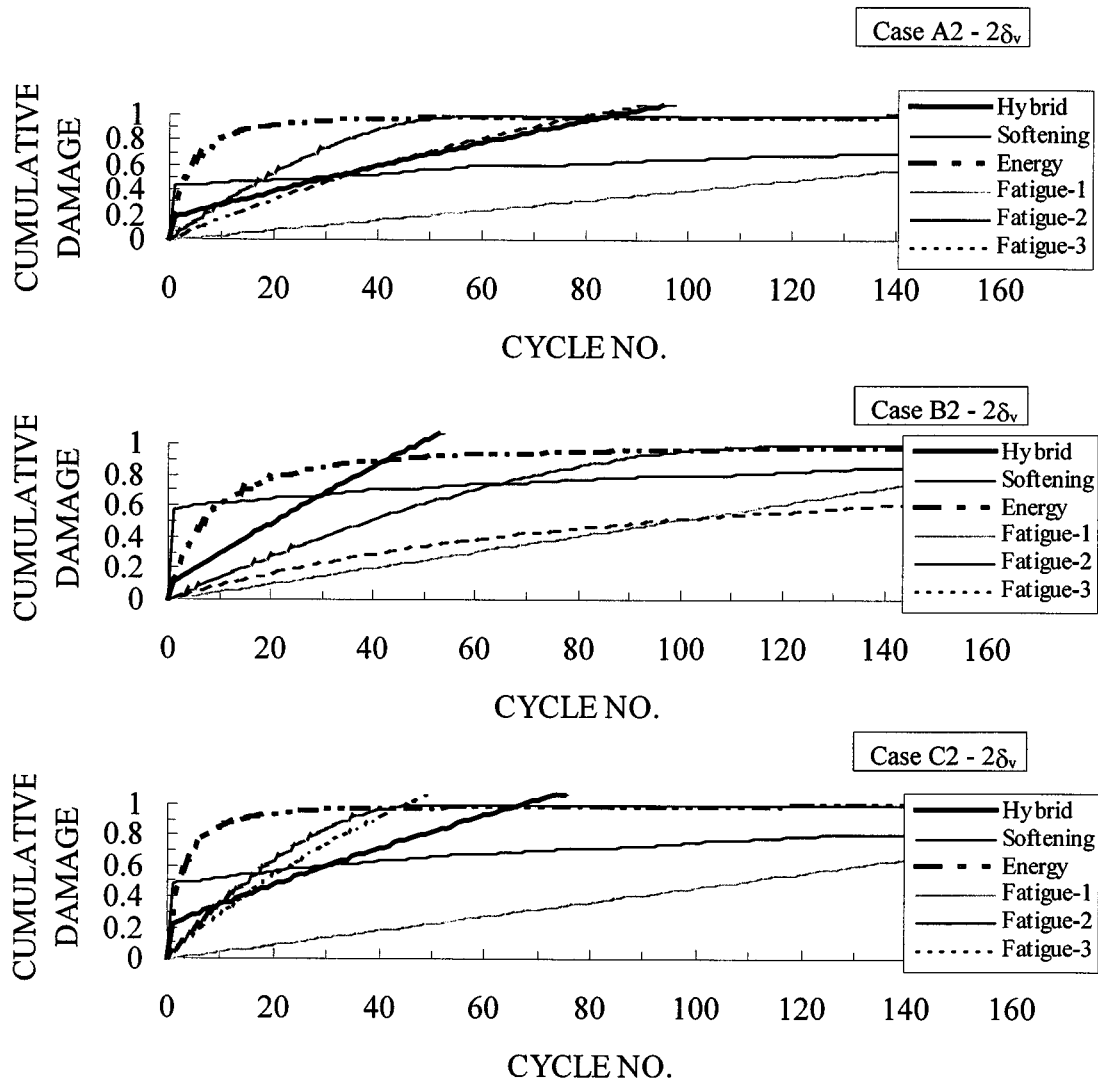 Case A2 - 2δᵥ
CUMULATIVE
DAMAGE
1
0.8
0.6
0.4
0.2
0
Hybrid
Softening
Energy
Fatigue-1
Fatigue-2
Fatigue-3
0 20 40 60 80 100 120 140 160
CYCLE NO.
Case B2 - 2δᵥ
CUMULATIVE
DAMAGE
1
0.8
0.6
0.4
0.2
0
Hybrid
Softening
Energy
Fatigue-1
Fatigue-2
Fatigue-3
0 20 40 60 80 100 120 140 160
CYCLE NO.
Case C2 - 2δᵥ
CUMULATIVE
DAMAGE
1
0.8
0.6
0.4
0.2
0
Hybrid
Softening
Energy
Fatigue-1
Fatigue-2
Fatigue-3
0 20 40 60 80 100 120 140 160
CYCLE NO.